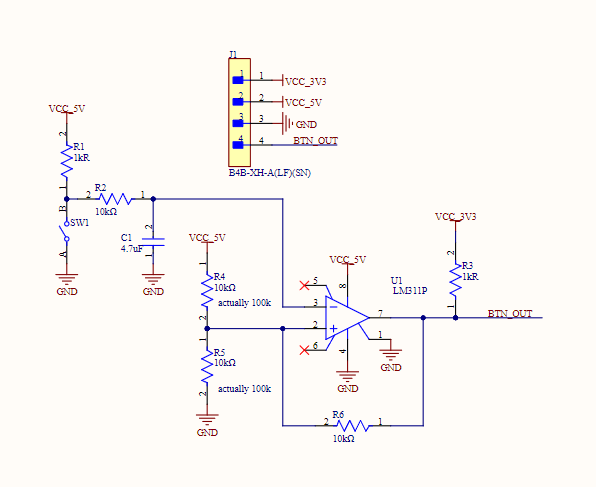 J1
1 1 VCC_3V3
2 2 VCC_5V
3 3 GND
4 4 BTN_OUT
B4B-XH-A(LF)(SN)
VCC_5V
2
R1
1kR
1
R2
2 1
10kΩ
B
SW1
A
GND
2
C1
4.7uF
1
GND
VCC_5V
1
R4
10kΩ
actually 100k
2
1
R5
10kΩ
actually 100k
2
GND
VCC_5V
8
U1
LM311P
5
3
2
6
7
1
GND
4
GND
VCC_3V3
2
R3
1kR
1
BTN_OUT
R6
2 1
10kΩ